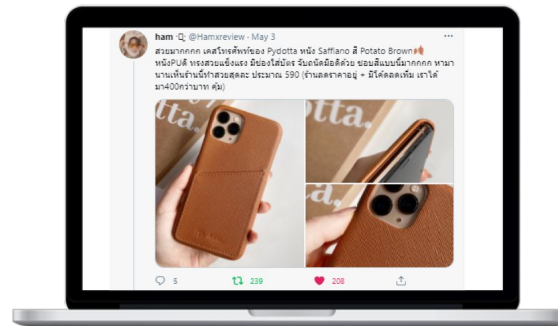 ham · @Hamxreview · May 3
สวยมากกกก เคสโทรศัพท์ของ Pydotta หนัง Saffiano สี Potato Brown🍂
หนังPUดี ทรงสวยแข็งแรง มีช่องใส่บัตร จับถนัดมือดีด้วย ชอบสีแบบนี้มากกกก หามา
นานเห็นร้านนี้ทำสวยสุดละ ประมาณ 590 (ร้านลดราคาอยู่ + มีโค้ดลดเพิ่ม เราได้
มา400กว่าบาท คุ้ม)
5 239 208